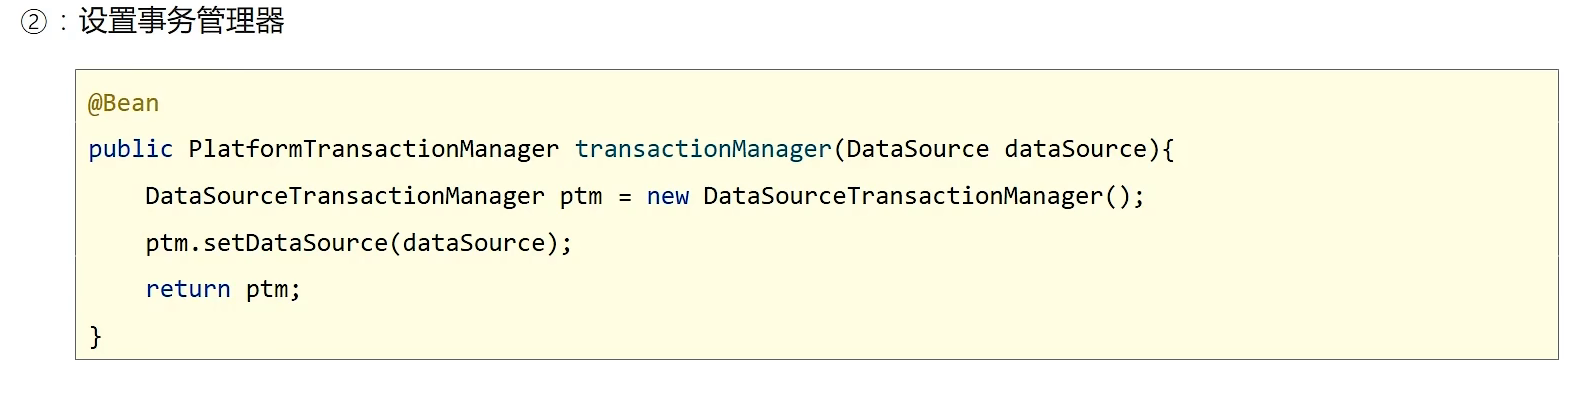 ②：设置事务管理器
@Bean
public PlatformTransactionManager transactionManager(DataSource dataSource){
    DataSourceTransactionManager ptm = new DataSourceTransactionManager();
    ptm.setDataSource(dataSource);
    return ptm;
}